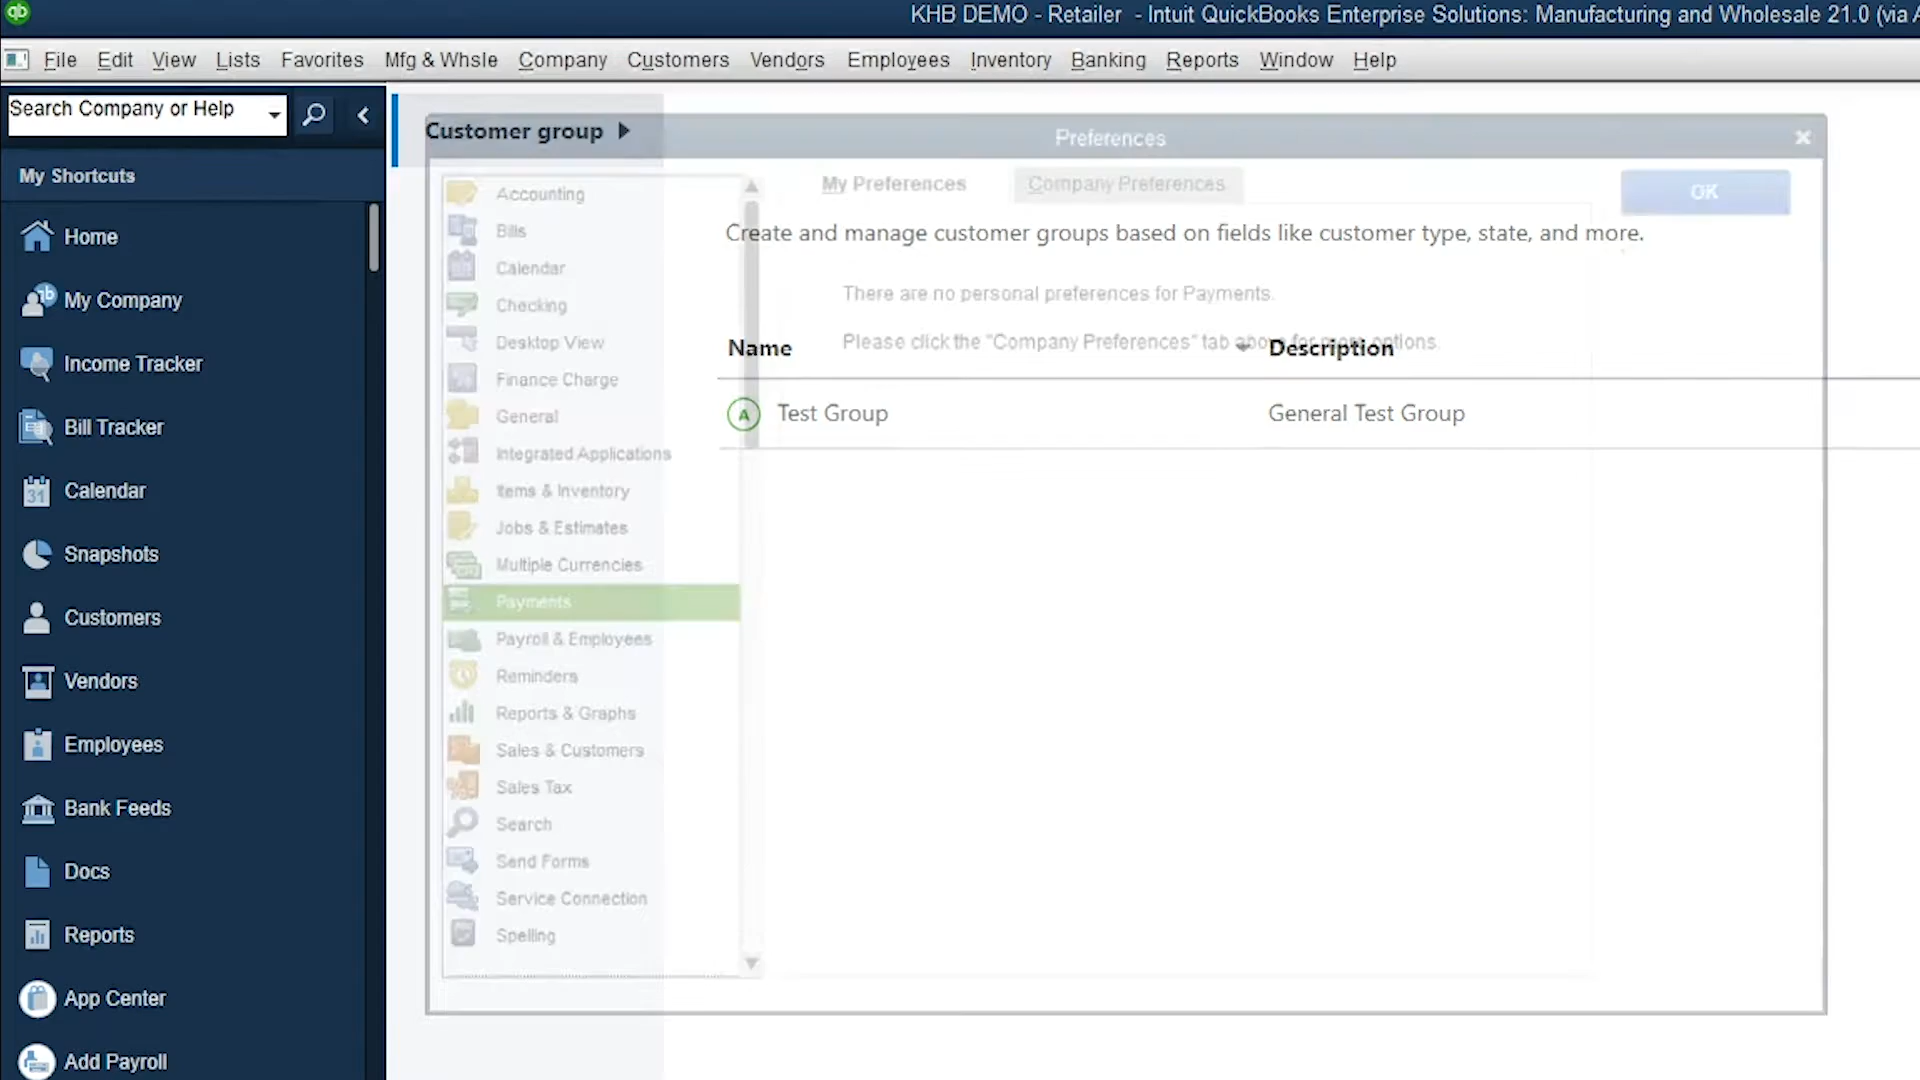 qb
KHB DEMO - Retailer - Intuit QuickBooks Enterprise Solutions: Manufacturing and Wholesale 21.0 (via A
File Edit View Lists Favorites Mfg & Whsle Company Customers Vendors Employees Inventory Banking Reports Window Help
Search Company or Help
My Shortcuts
Home
My Company
Income Tracker
Bill Tracker
31 Calendar
Snapshots
Customers
Vendors
Employees
Bank Feeds
Docs
Reports
App Center
Add Payroll
Customer group
Preferences
Accounting
Bills
Calendar
Checking
Desktop View
Finance Charge
General
Integrated Applications
Items & Inventory
Jobs & Estimates
Multiple Currencies
Payments
Payroll & Employees
Reminders
Reports & Graphs
Sales & Customers
Sales Tax
Search
Send Forms
Service Connection
Spelling
My Preferences Company Preferences
OK
Create and manage customer groups based on fields like customer type, state, and more.
There are no personal preferences for Payments.
Please click the "Company Preferences" tab above for more options.
Name Description
A Test Group General Test Group